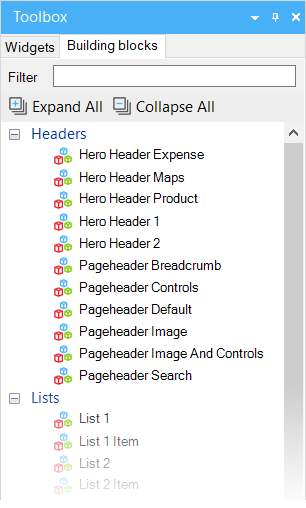 Toolbox
Widgets Building blocks
Filter
Expand All Collapse All
Headers
Hero Header Expense
Hero Header Maps
Hero Header Product
Hero Header 1
Hero Header 2
Pageheader Breadcrumb
Pageheader Controls
Pageheader Default
Pageheader Image
Pageheader Image And Controls
Pageheader Search
Lists
List 1
List 1 Item
List 2
List 2 Item